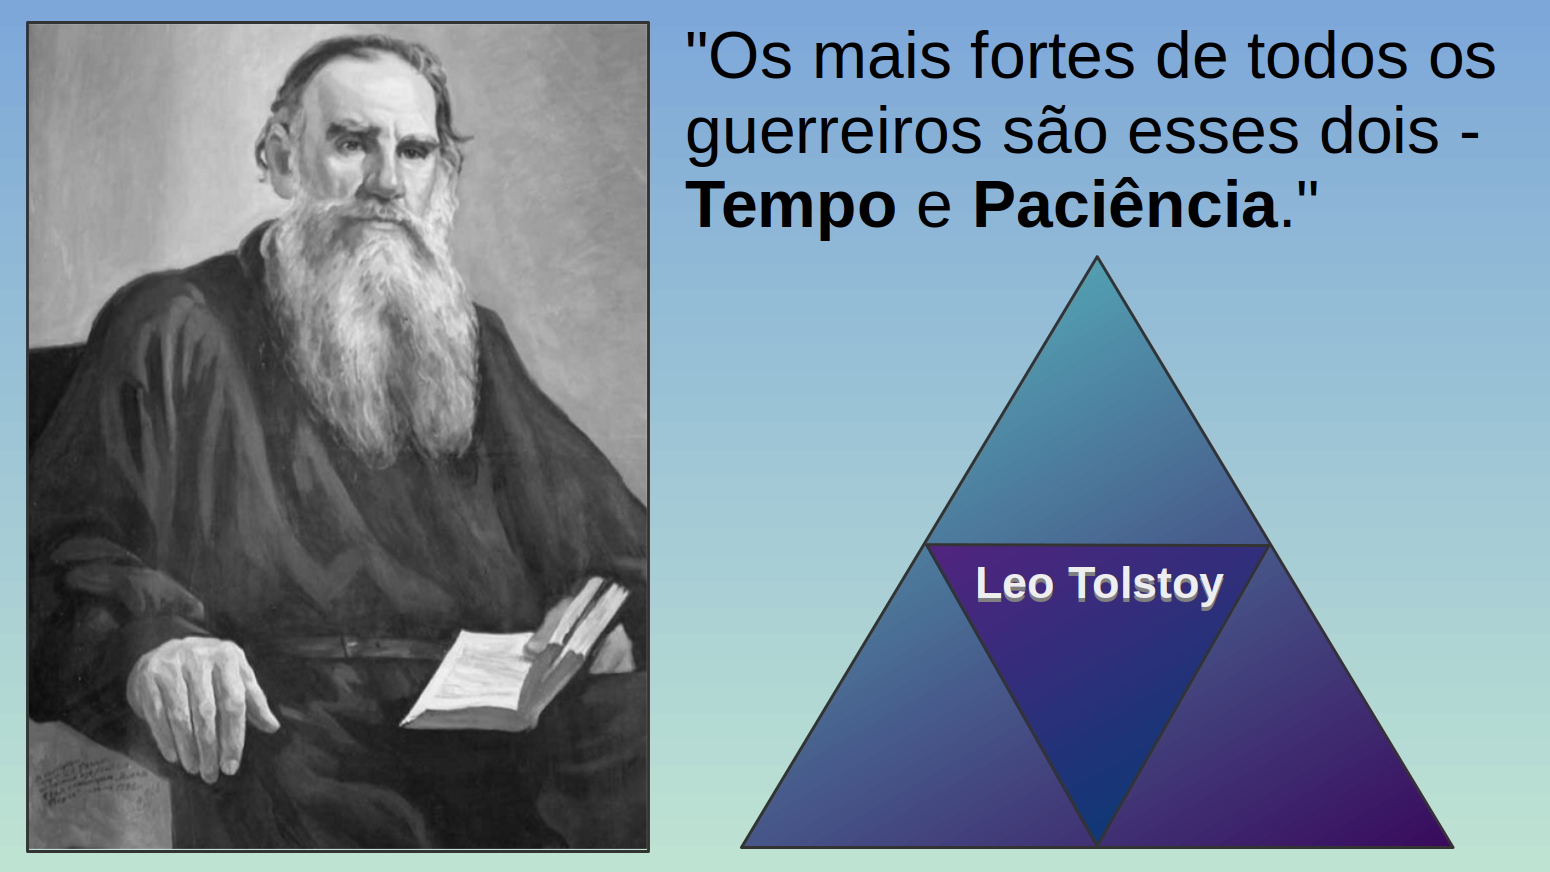 "Os mais fortes de todos os
guerreiros são esses dois -
Tempo e Paciência."
Leo Tolstoy